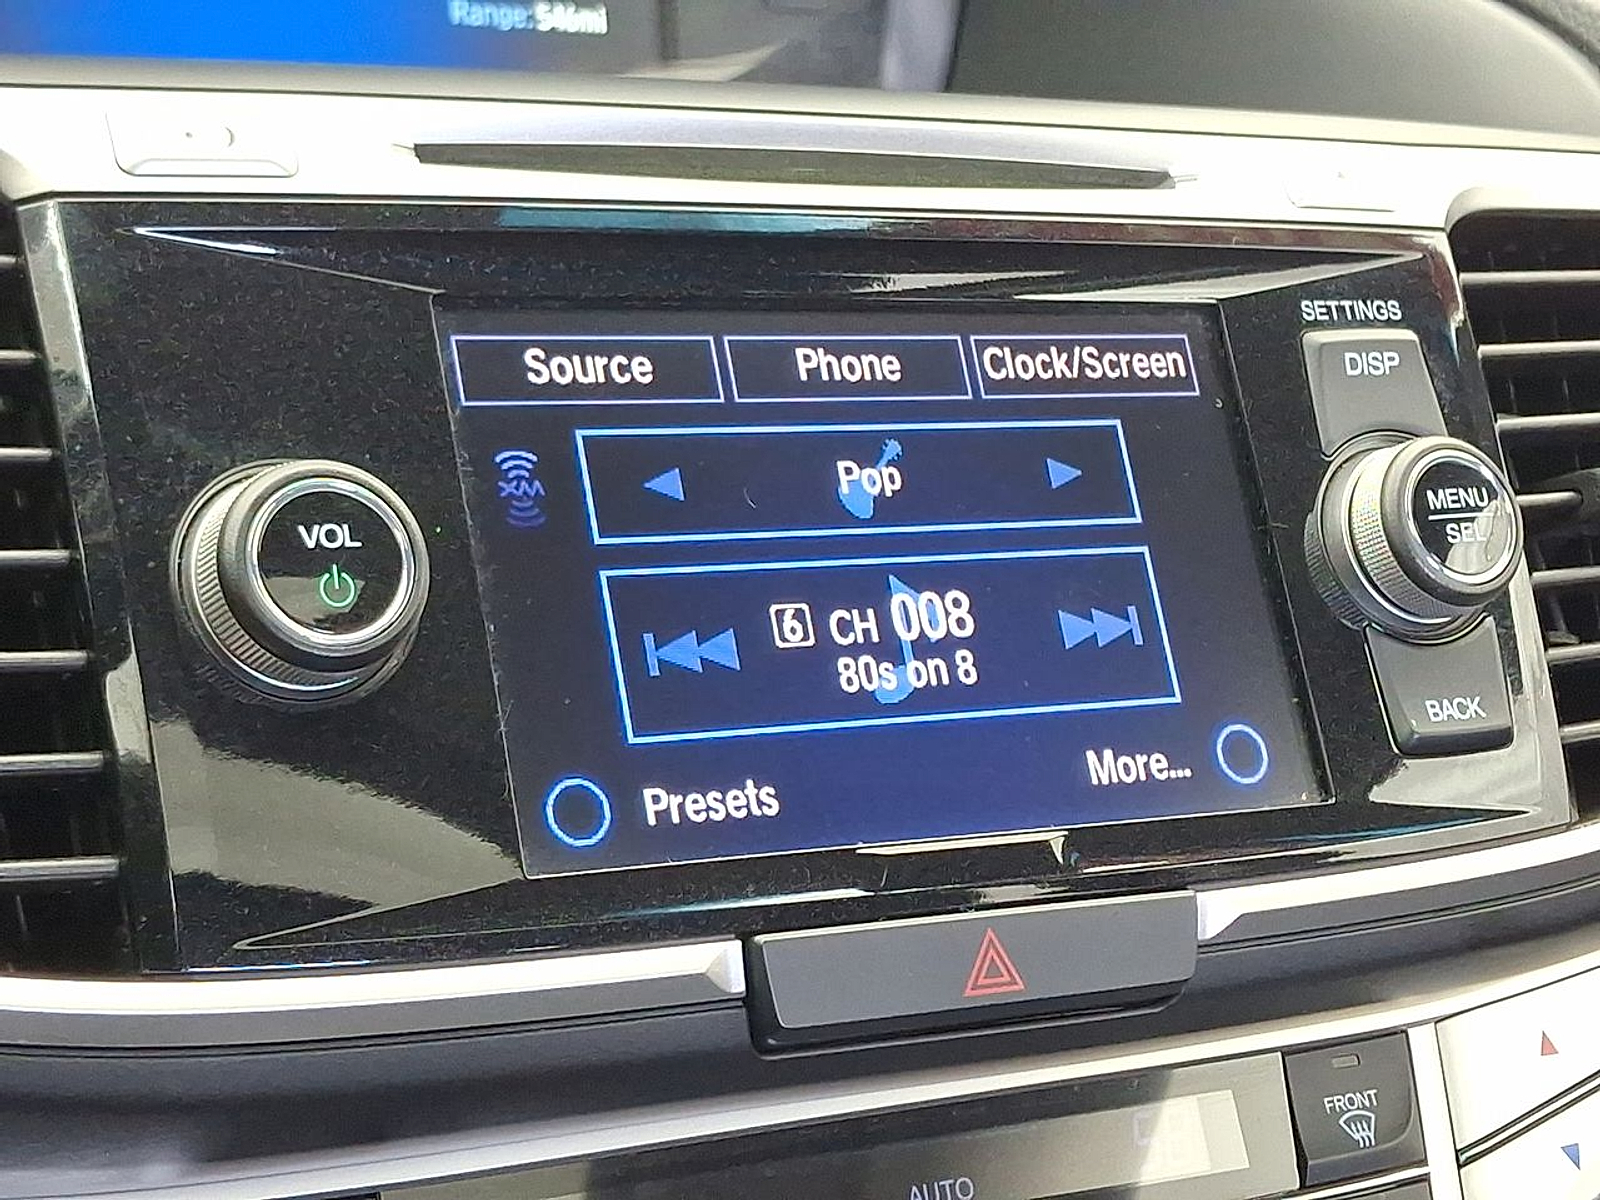 Range: 546mi
SETTINGS
DISP
Source
Phone
Clock/Screen
XM
Pop
VOL
MENU
SEL
6 CH 008
80s on 8
BACK
More...
Presets
FRONT
AUTO